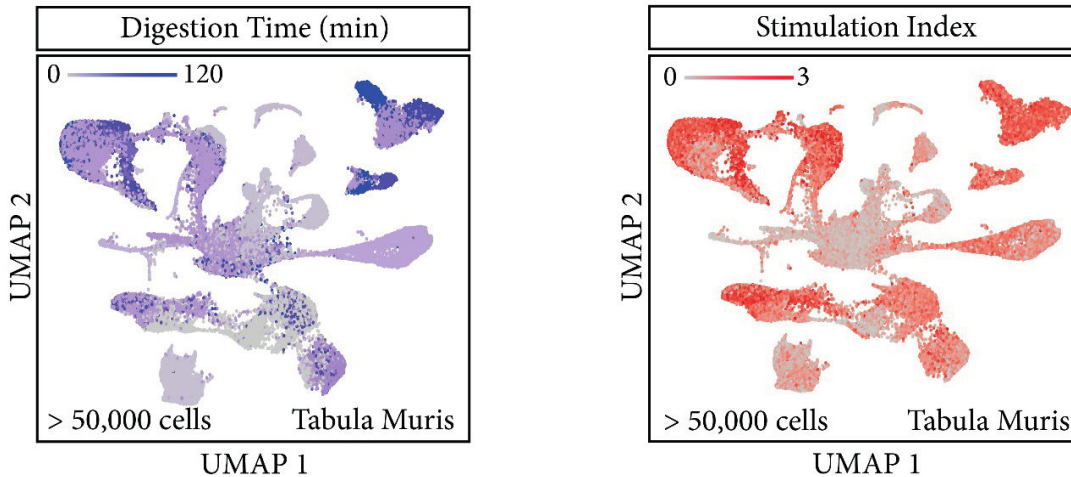 Digestion Time (min)
0 120
UMAP 2
> 50,000 cells Tabula Muris
UMAP 1
Stimulation Index
0 3
UMAP 2
> 50,000 cells Tabula Muris
UMAP 1